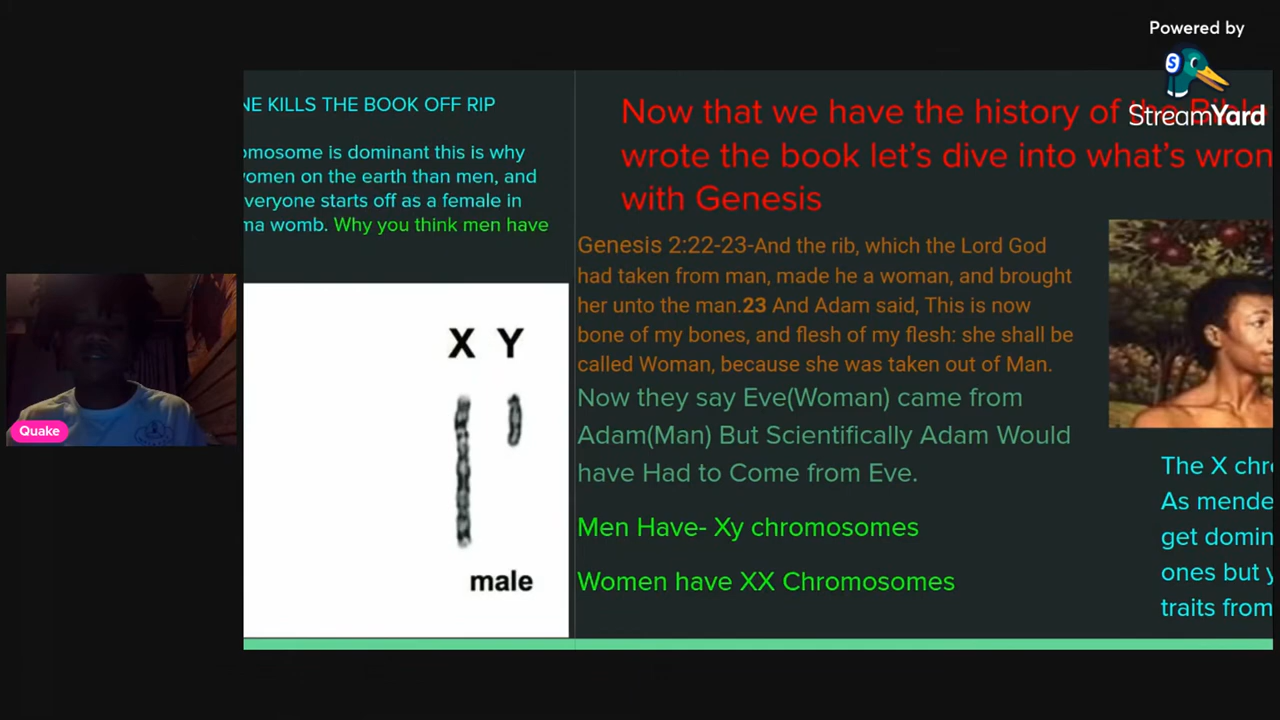 Powered by
StreamYard
NE KILLS THE BOOK OFF RIP
omosome is dominant this is why
women on the earth than men, and
everyone starts off as a female in
ma womb. Why you think men have
X Y
male
Now that we have the history of the Bible
wrote the book let's dive into what's wron
with Genesis
Genesis 2:22-23-And the rib, which the Lord God
had taken from man, made he a woman, and brought
her unto the man.23 And Adam said, This is now
bone of my bones, and flesh of my flesh: she shall be
called Woman, because she was taken out of Man.
Now they say Eve(Woman) came from
Adam(Man) But Scientifically Adam Would
have Had to Come from Eve.
Men Have- Xy chromosomes
Women have XX Chromosomes
The X chr
As mende
get domin
ones but y
traits from
Quake